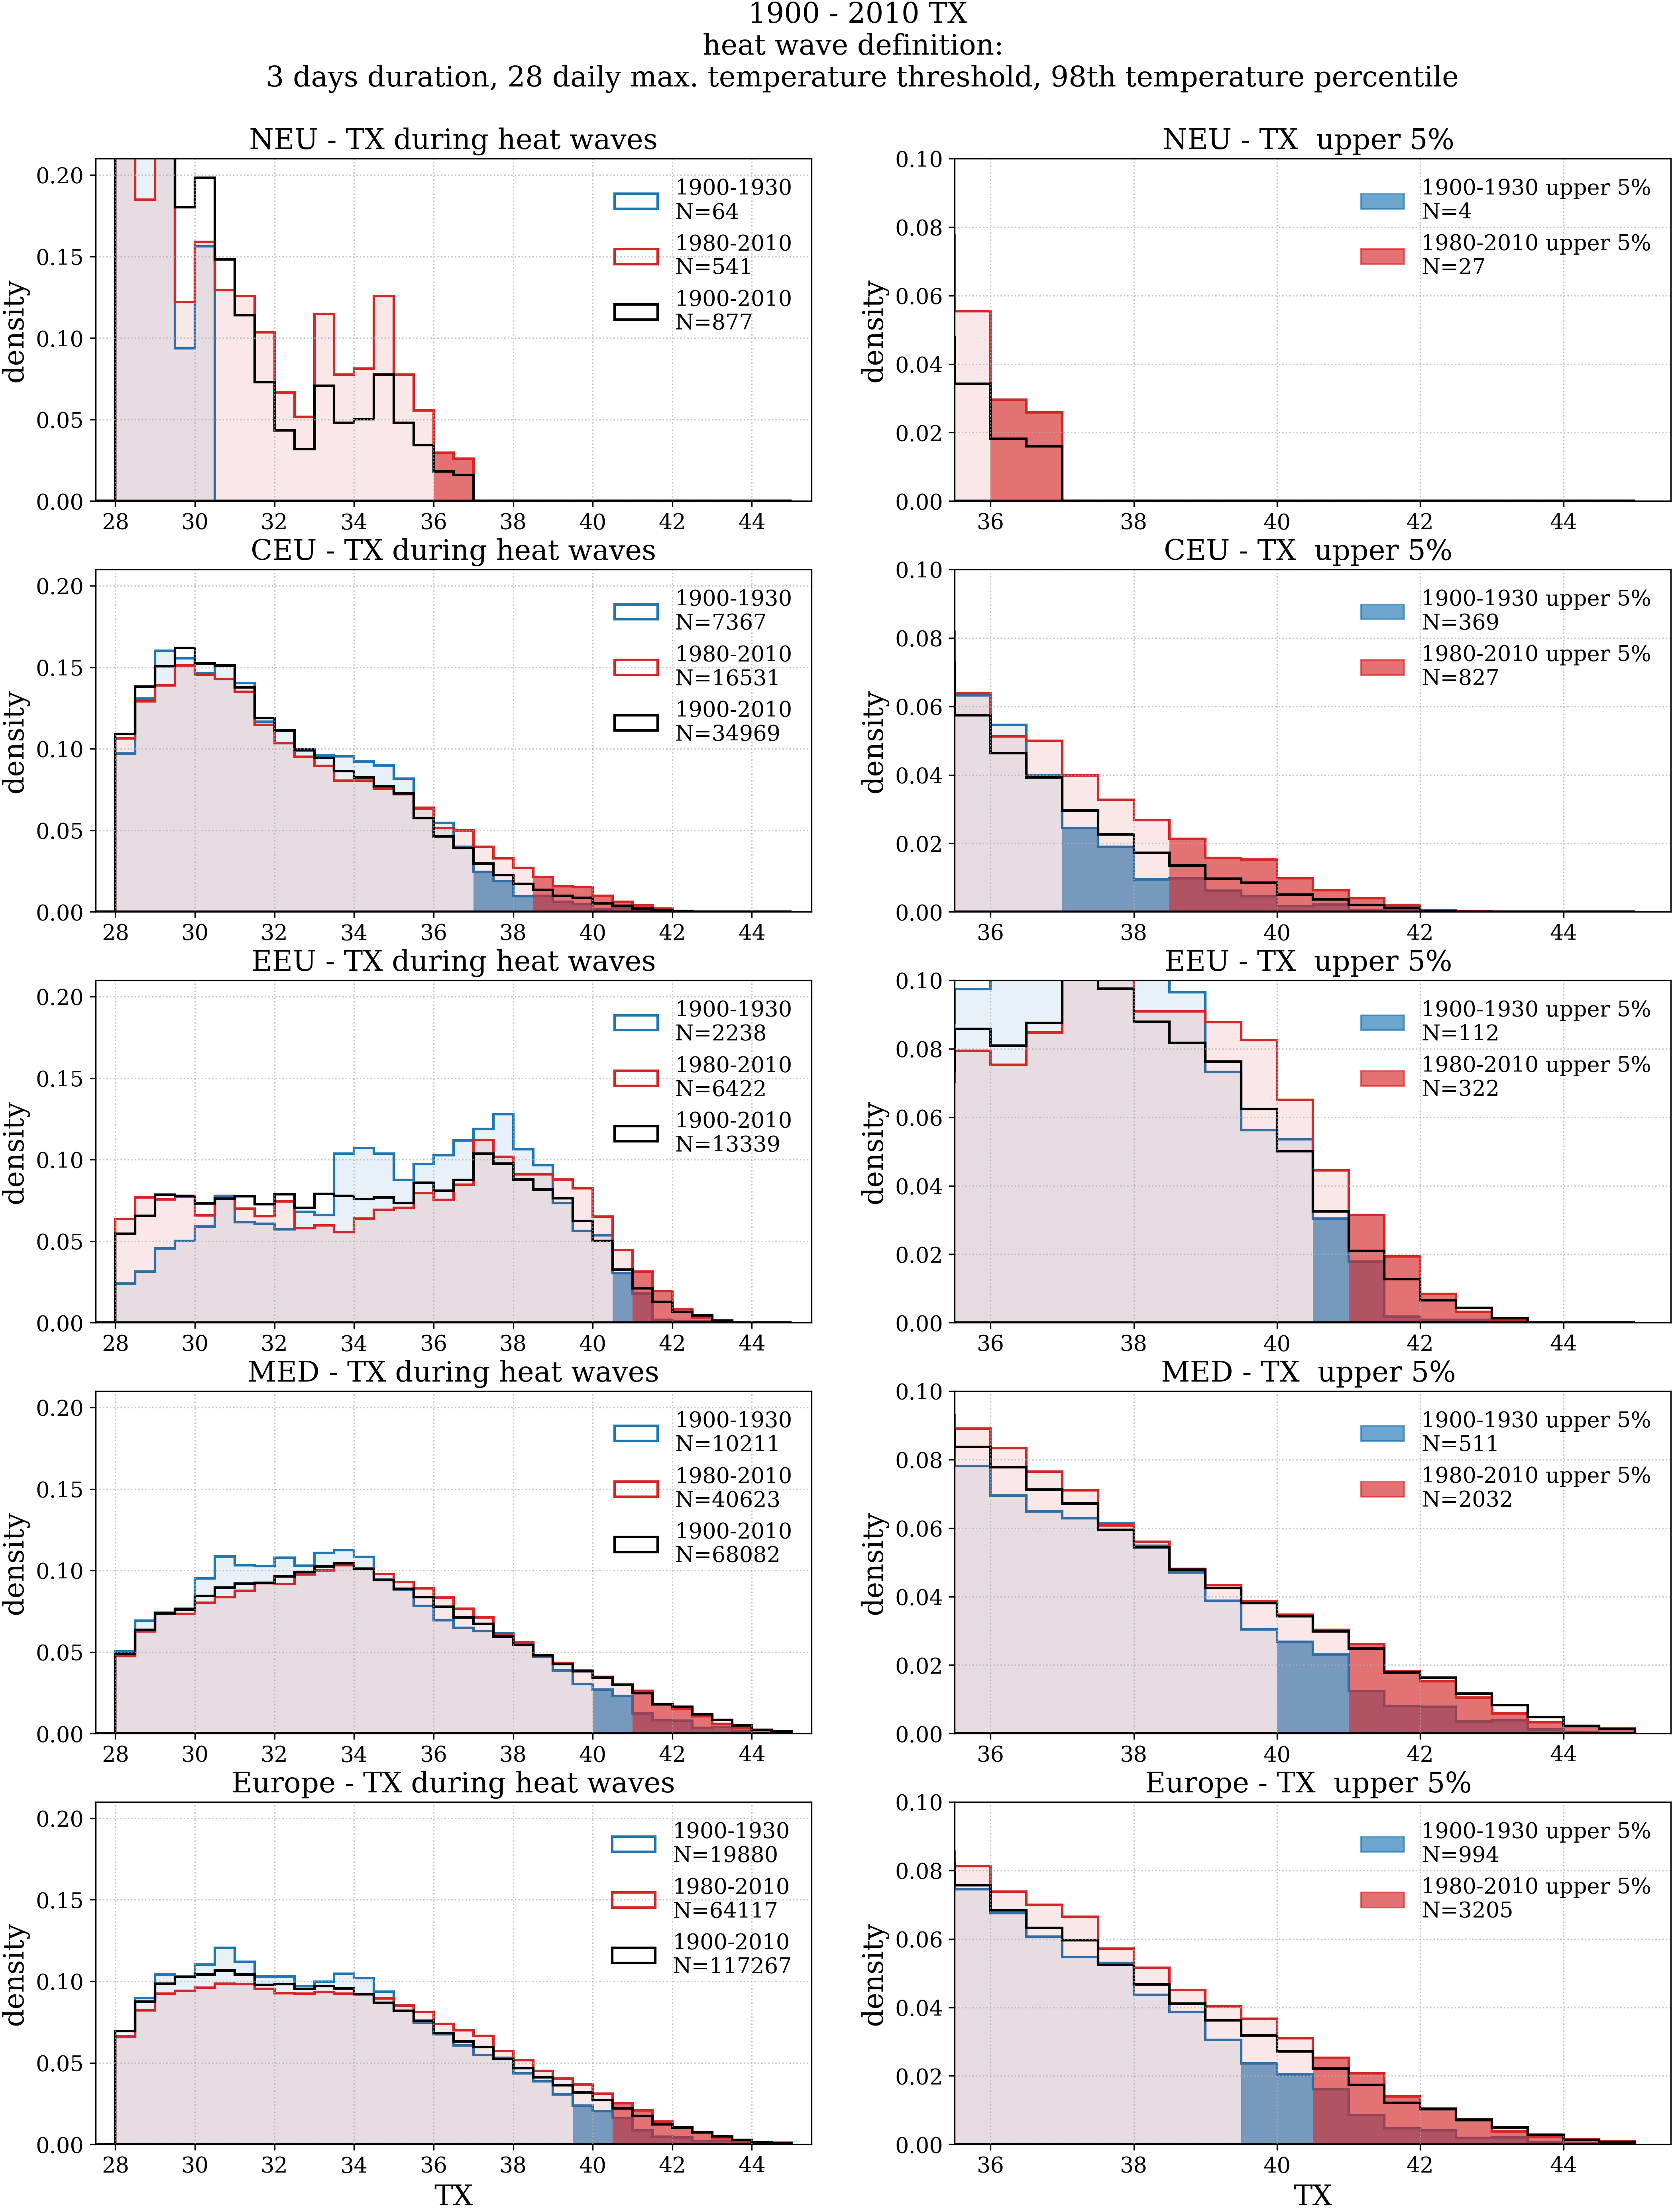 1900 - 2010 TX
heat wave definition:
3 days duration, 28 daily max. temperature threshold, 98th temperature percentile
NEU - TX during heat waves
density
0.20
0.15
0.10
0.05
0.00
28 30 32 34 36 38 40 42 44
1900-1930
N=64
1980-2010
N=541
1900-2010
N=877
NEU - TX upper 5%
density
0.10
0.08
0.06
0.04
0.02
0.00
36 38 40 42 44
1900-1930 upper 5%
N=4
1980-2010 upper 5%
N=27
CEU - TX during heat waves
density
0.20
0.15
0.10
0.05
0.00
28 30 32 34 36 38 40 42 44
1900-1930
N=7367
1980-2010
N=16531
1900-2010
N=34969
CEU - TX upper 5%
density
0.10
0.08
0.06
0.04
0.02
0.00
36 38 40 42 44
1900-1930 upper 5%
N=369
1980-2010 upper 5%
N=827
EEU - TX during heat waves
density
0.20
0.15
0.10
0.05
0.00
28 30 32 34 36 38 40 42 44
1900-1930
N=2238
1980-2010
N=6422
1900-2010
N=13339
EEU - TX upper 5%
density
0.10
0.08
0.06
0.04
0.02
0.00
36 38 40 42 44
1900-1930 upper 5%
N=112
1980-2010 upper 5%
N=322
MED - TX during heat waves
density
0.20
0.15
0.10
0.05
0.00
28 30 32 34 36 38 40 42 44
1900-1930
N=10211
1980-2010
N=40623
1900-2010
N=68082
MED - TX upper 5%
density
0.10
0.08
0.06
0.04
0.02
0.00
36 38 40 42 44
1900-1930 upper 5%
N=511
1980-2010 upper 5%
N=2032
Europe - TX during heat waves
density
0.20
0.15
0.10
0.05
0.00
28 30 32 34 36 38 40 42 44
TX
1900-1930
N=19880
1980-2010
N=64117
1900-2010
N=117267
Europe - TX upper 5%
density
0.10
0.08
0.06
0.04
0.02
0.00
36 38 40 42 44
TX
1900-1930 upper 5%
N=994
1980-2010 upper 5%
N=3205